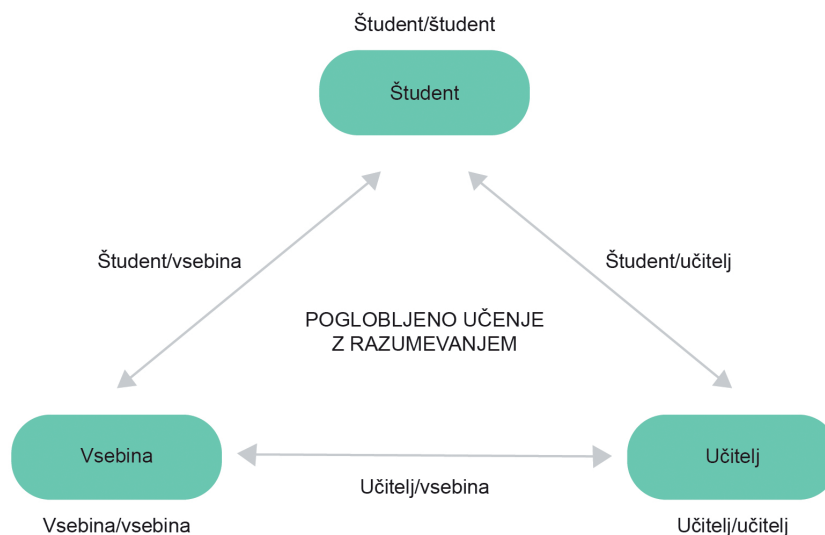 Študent/študent
Študent
Študent/vsebina
Študent/učitelj
POGLOBLJENO UČENJE
Z RAZUMEVANJEM
Vsebina
Učitelj
Učitelj/vsebina
Vsebina/vsebina
Učitelj/učitelj